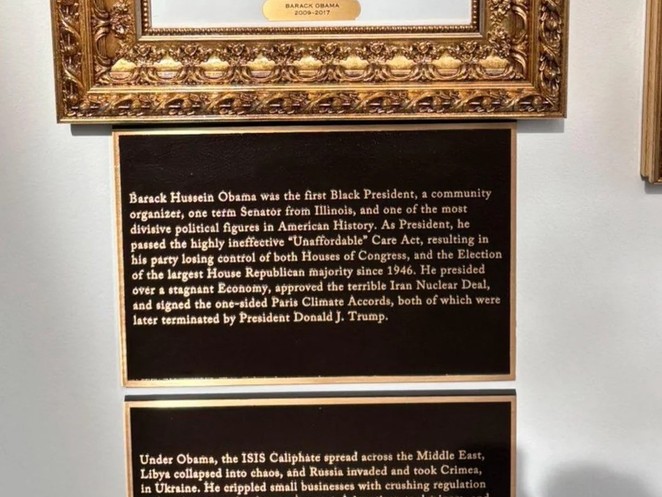 BARACK OBAMA
2009-2017
Barack Hussein Obama was the first Black President, a community
organizer, one term Senator from Illinois, and one of the most
divisive political figures in American History. As President, he
passed the highly ineffective “Unaffordable” Care Act, resulting in
his party losing control of both Houses of Congress, and the Election
of the largest House Republican majority since 1946. He presided
over a stagnant Economy, approved the terrible Iran Nuclear Deal,
and signed the one-sided Paris Climate Accords, both of which were
later terminated by President Donald J. Trump.
Under Obama, the ISIS Caliphate spread across the Middle East,
Libya collapsed into chaos, and Russia invaded and took Crimea,
in Ukraine. He crippled small businesses with crushing regulation